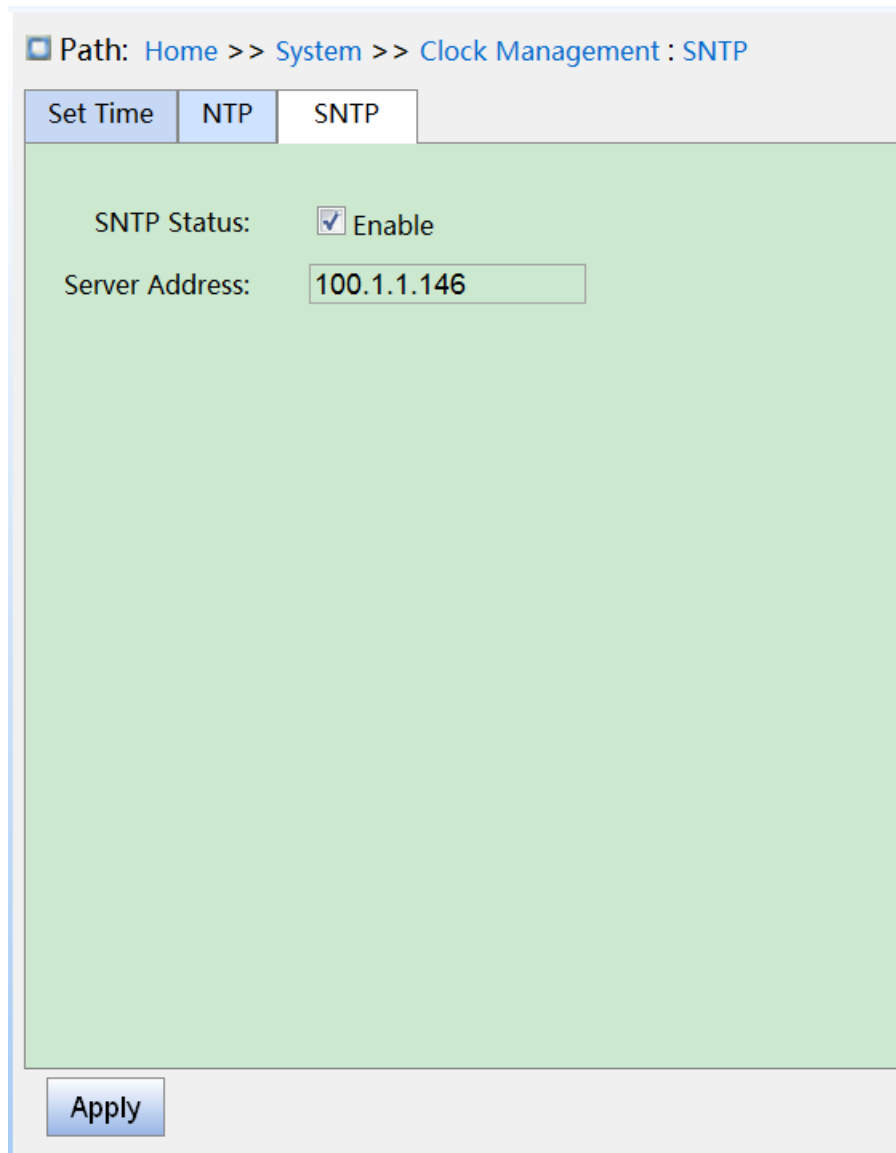 Path: Home >> System >> Clock Management : SNTP
Set Time NTP SNTP
SNTP Status: Enable
Server Address: 100.1.1.146
Apply